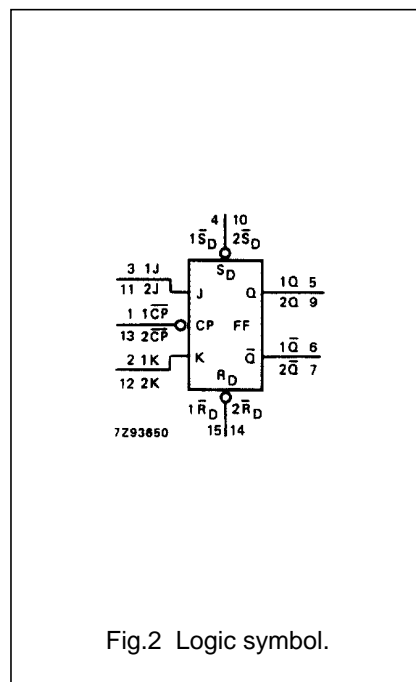 4 10
1S̅D 2S̅D
SD
3 1J
11 2J
J
Q
1Q 5
2Q 9
1 1C̅P̅
13 2C̅P̅
CP FF
2 1K
12 2K
K
Q̅
1Q̅ 6
2Q̅ 7
RD
1R̅D 2R̅D
15 14
7Z93650
Fig.2 Logic symbol.